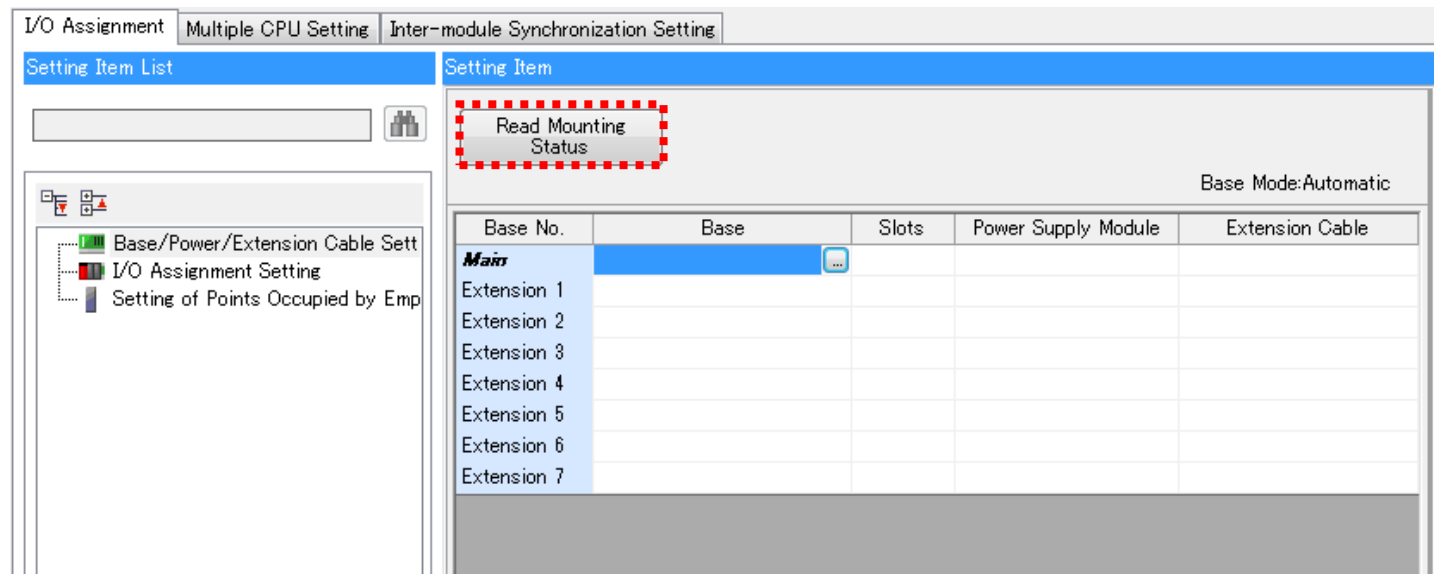 I/O Assignment Multiple CPU Setting Inter-module Synchronization Setting
Setting Item List
Setting Item
Read Mounting
Status
Base Mode:Automatic
Base/Power/Extension Cable Sett
I/O Assignment Setting
Setting of Points Occupied by Emp
Base No. Base Slots Power Supply Module Extension Cable
Main ...
Extension 1
Extension 2
Extension 3
Extension 4
Extension 5
Extension 6
Extension 7